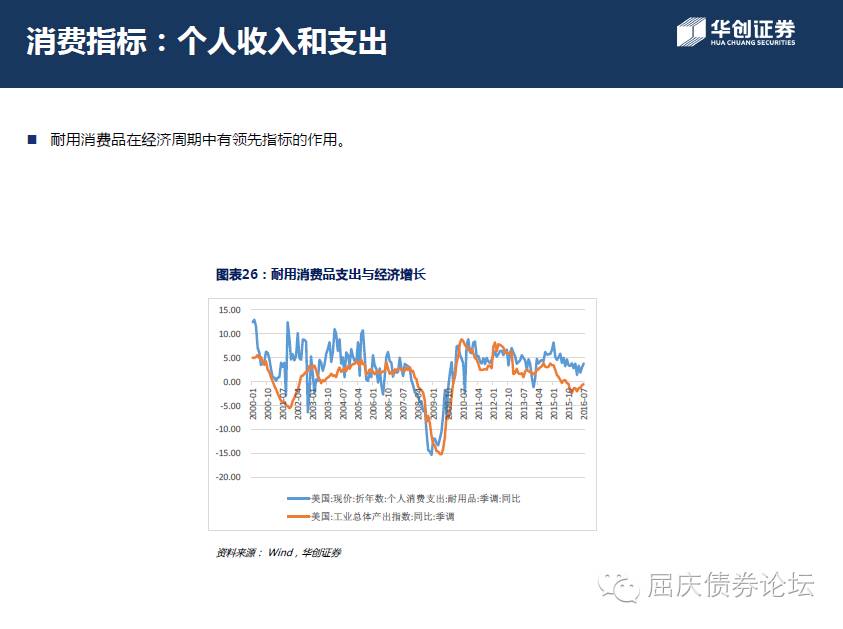 消费指标：个人收入和支出
华创证券
HUA CHUANG SECURITIES
耐用消费品在经济周期中有领先指标的作用。
图表26：耐用消费品支出与经济增长
15.00
10.00
5.00
0.00
-5.00
-10.00
-15.00
-20.00
2000-01 2000-10 2001-07 2002-04 2003-01 2003-10 2004-07 2005-04 2006-01 2006-10 2007-07 2008-04 2009-01 2009-10 2010-07 2011-04 2012-01 2012-10 2013-07 2014-04 2015-01 2015-10 2016-07
美国:现价:折年数:个人消费支出:耐用品:季调:同比
美国:工业总体产出指数:同比:季调
资料来源： Wind，华创证券
屈庆债券论坛